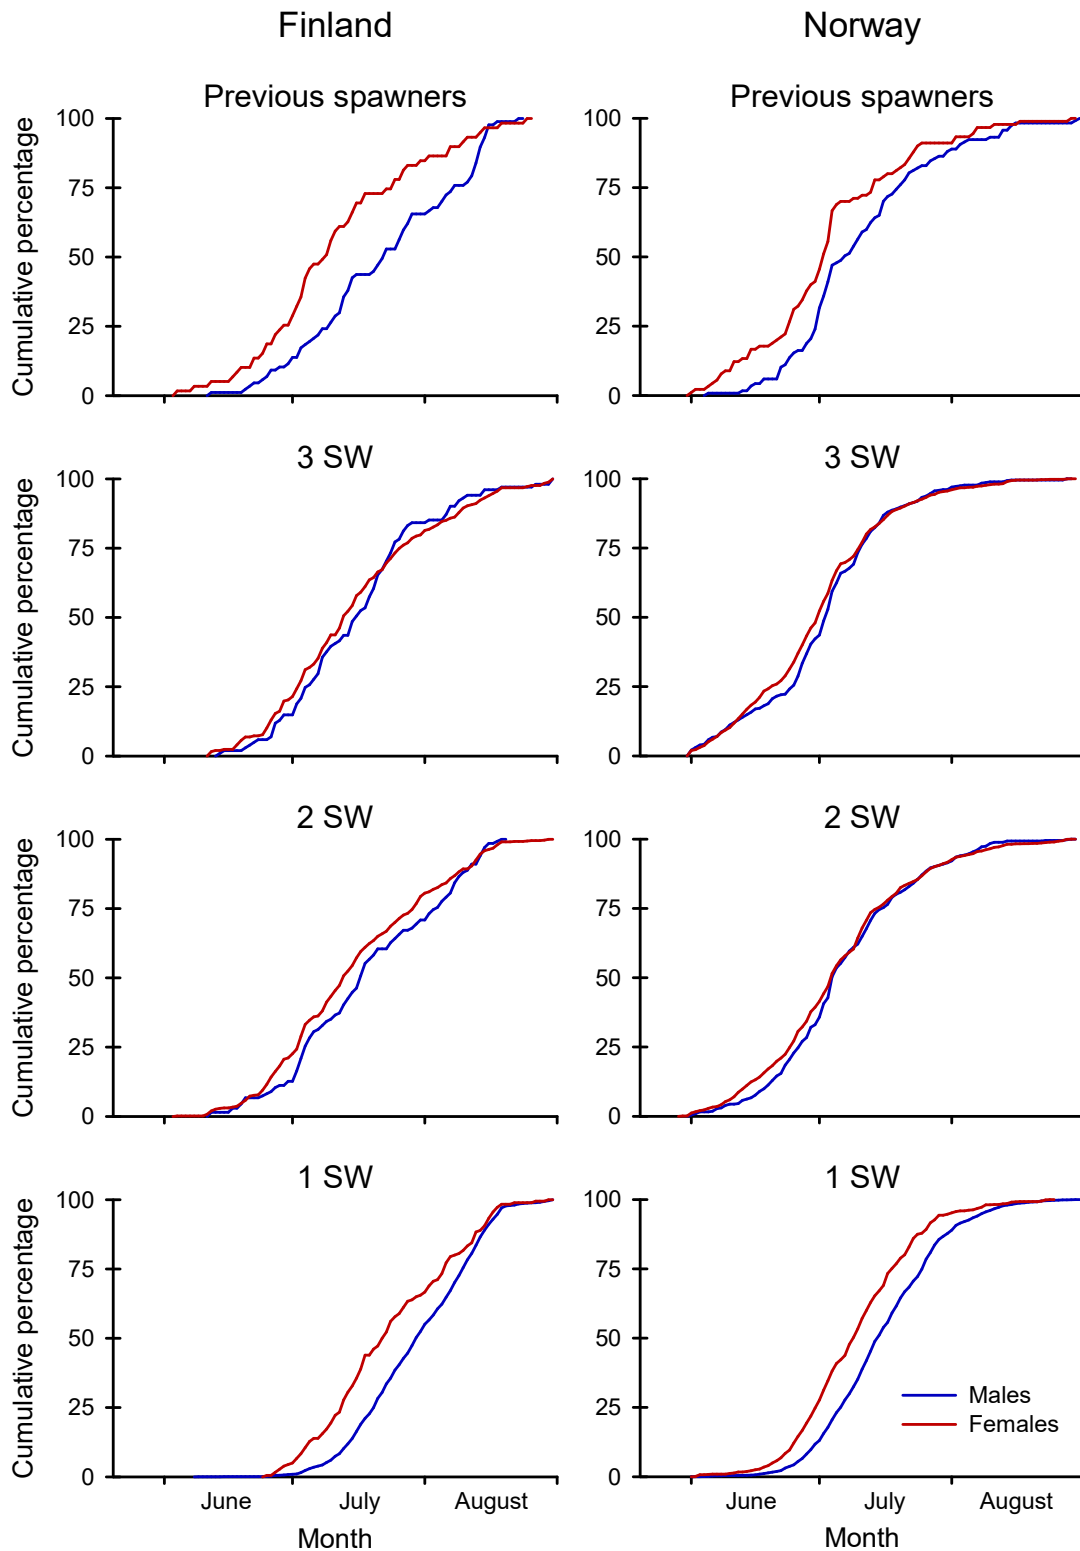 Finland
Norway
Previous spawners
Previous spawners
Cumulative percentage
100
75
50
25
0
100
75
50
25
0
3 SW
3 SW
Cumulative percentage
100
75
50
25
0
100
75
50
25
0
2 SW
2 SW
Cumulative percentage
100
75
50
25
0
100
75
50
25
0
1 SW
1 SW
Cumulative percentage
100
75
50
25
0
100
75
50
25
0
Males
Females
June July August
June July August
Month
Month